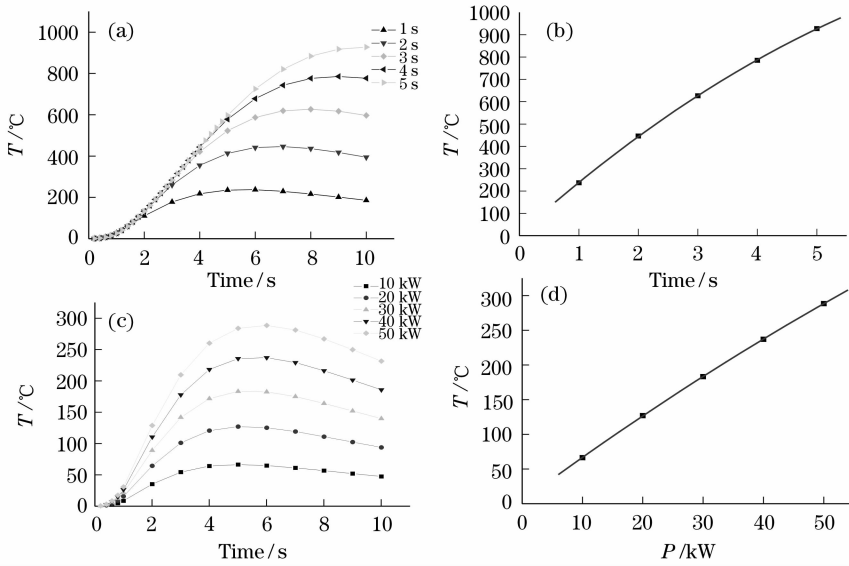 (a)
1 s
2 s
3 s
4 s
5 s
T/℃
1000
800
600
400
200
0
0 2 4 6 8 10
Time/s
(b)
T/℃
1000
900
800
700
600
500
400
300
200
100
0
1 2 3 4 5
Time/s
(c)
10 kW
20 kW
30 kW
40 kW
50 kW
T/℃
300
250
200
150
100
50
0
0 2 4 6 8 10
Time/s
(d)
T/℃
300
250
200
150
100
50
0
0 10 20 30 40 50
P/kW